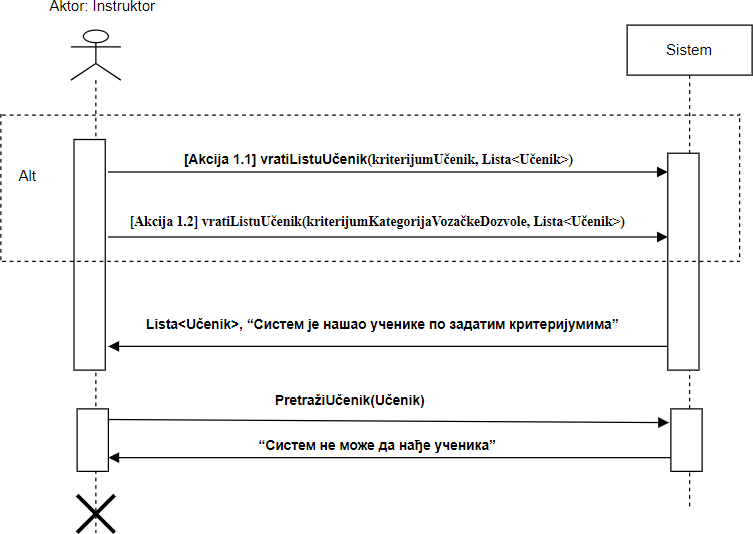 Aktor: Instruktor
Sistem
Alt
[Akcija 1.1] vratiListuUčenik(kriterijumUčenik, Lista<Učenik>)
[Akcija 1.2] vratiListuUčenik(kriterijumKategorijaVozačkeDozvole, Lista<Učenik>)
Lista<Učenik>, “Систем је нашао ученике по задатим критеријумима”
PretražiUčenik(Učenik)
“Систем не може да нађе ученика”